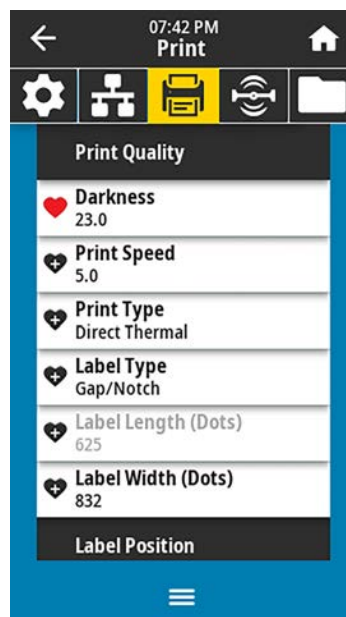 07:42 PM
Print
Print Quality
Darkness
23.0
Print Speed
5.0
Print Type
Direct Thermal
Label Type
Gap/Notch
Label Length (Dots)
625
Label Width (Dots)
832
Label Position